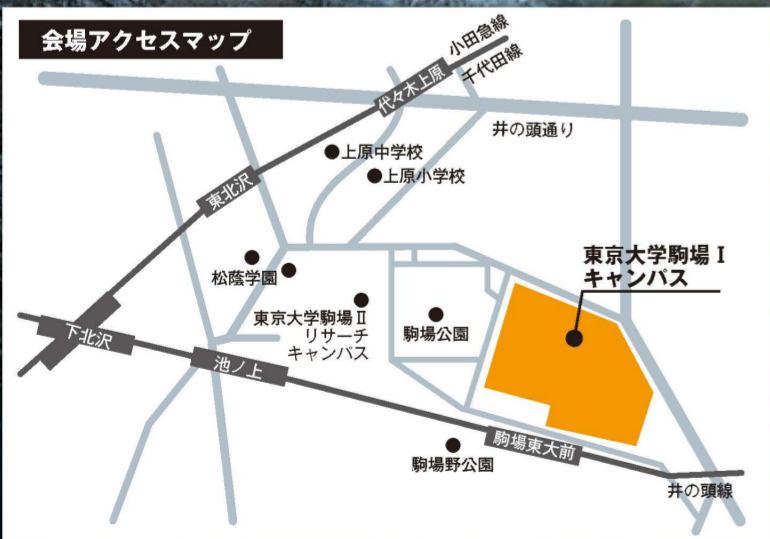 会場アクセスマップ
小田急線
千代田線
代々木上原
井の頭通り
上原中学校
上原小学校
東北沢
松蔭学園
東京大学駒場Ⅱ
リサーチ
キャンパス
駒場公園
東京大学駒場Ⅰ
キャンパス
下北沢
池ノ上
駒場東大前
駒場野公園
井の頭線